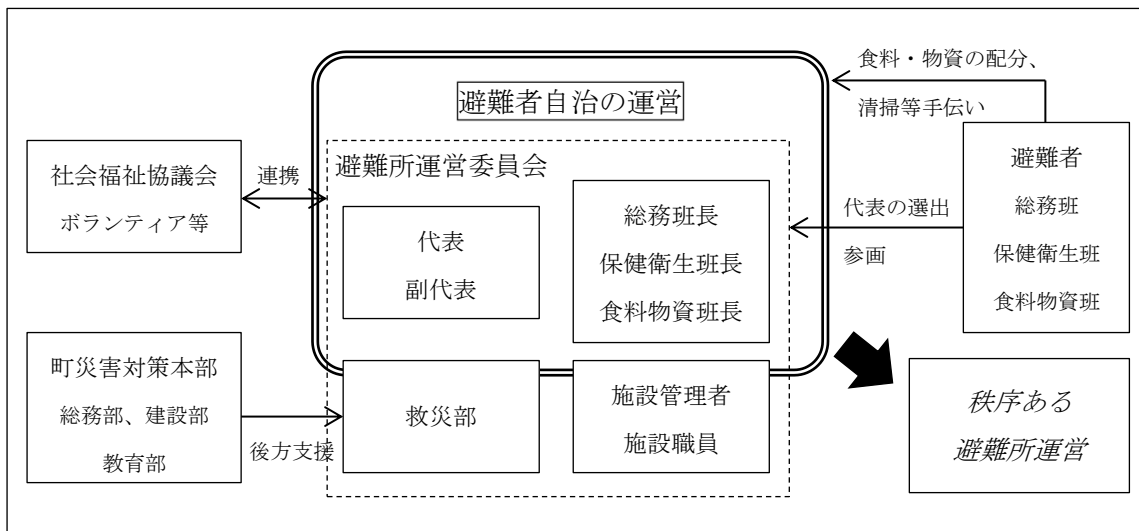 避難者自治の運営
避難所運営委員会
代表
副代表
総務班長
保健衛生班長
食料物資班長
救災部
施設管理者
施設職員
社会福祉協議会
ボランティア等
連携
町災害対策本部
総務部、建設部
教育部
後方支援
食料・物資の配分、
清掃等手伝い
代表の選出
参画
避難者
総務班
保健衛生班
食料物資班
秩序ある
避難所運営